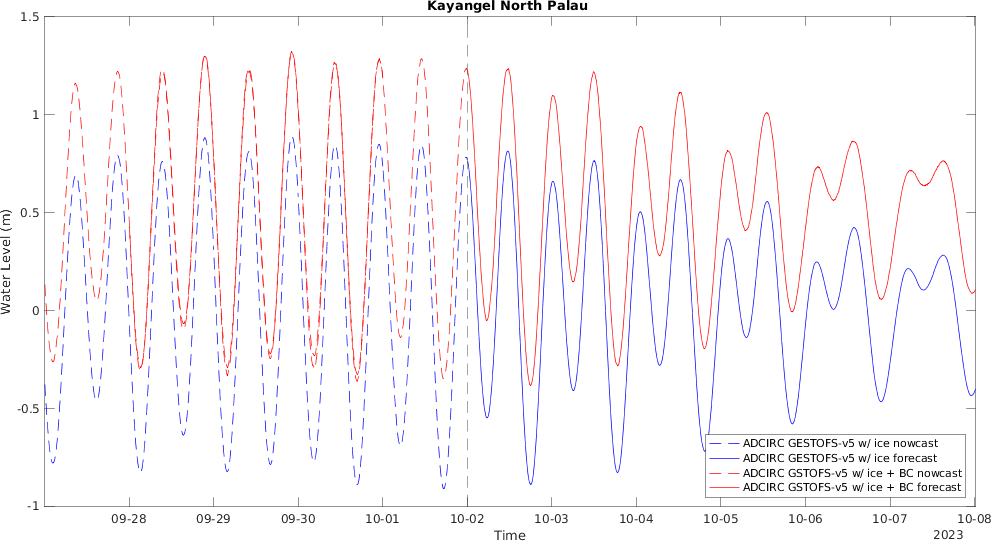 Kayangel North Palau
1.5
1
0.5
0
-0.5
-1
Water Level (m)
ADCIRC GESTOFS-v5 w/ ice nowcast
ADCIRC GESTOFS-v5 w/ ice forecast
ADCIRC GSTOFS-v5 w/ ice + BC nowcast
ADCIRC GSTOFS-v5 w/ ice + BC forecast
09-28 09-29 09-30 10-01 10-02 10-03 10-04 10-05 10-06 10-07 10-08
Time
2023